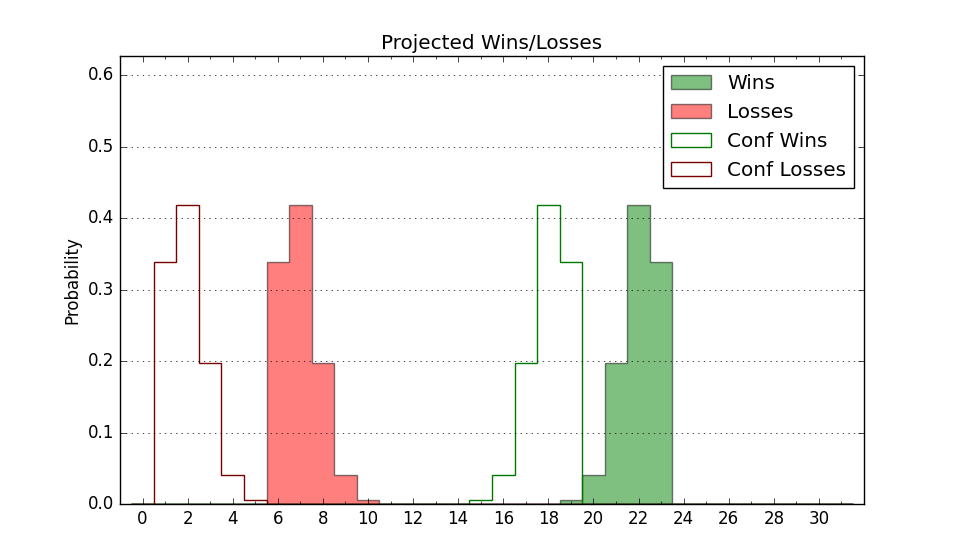 Projected Wins/Losses
Probability
0.6
0.5
0.4
0.3
0.2
0.1
0.0
0 2 4 6 8 10 12 14 16 18 20 22 24 26 28 30
Wins
Losses
Conf Wins
Conf Losses